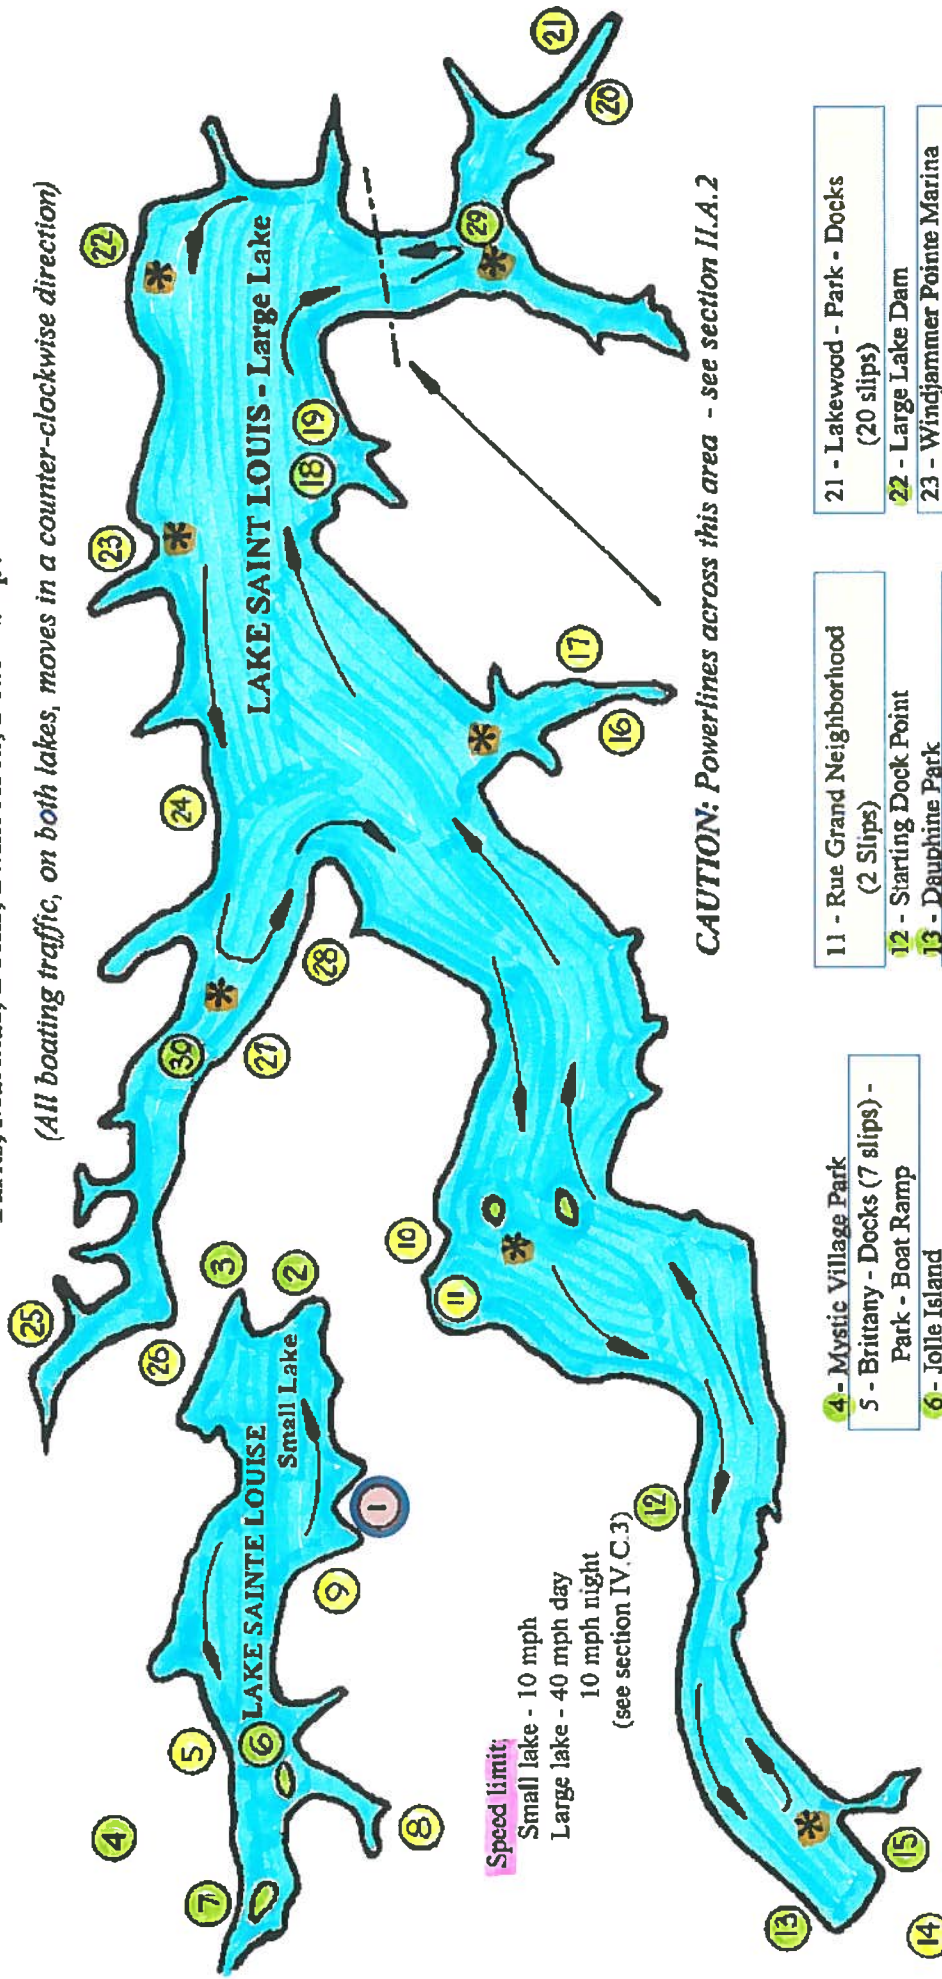 (All boating traffic, on both lakes, moves in a counter-clockwise direction)
25
26
30
27
28
24
23
22
21
20
29
19
18
17
16
3
2
1
9
4
5
6
7
8
10
11
12
13
14
15
LAKE SAINT LOUIS - Large Lake
LAKE SAINTE LOUISE
Small Lake
Speed limit:
Small lake - 10 mph
Large lake - 40 mph day
10 mph night
(see section IV.C.3)
CAUTION: Powerlines across this area - see section II.A.2
4 - Mystic Village Park
5 - Brittany - Docks (7 slips) -
Park - Boat Ramp
6 - Jolie Island
11 - Rue Grand Neighborhood
(2 Slips)
12 - Starting Dock Point
13 - Dauphine Park
21 - Lakewood - Park - Docks
(20 slips)
22 - Large Lake Dam
23 - Windjammer Pointe Marina